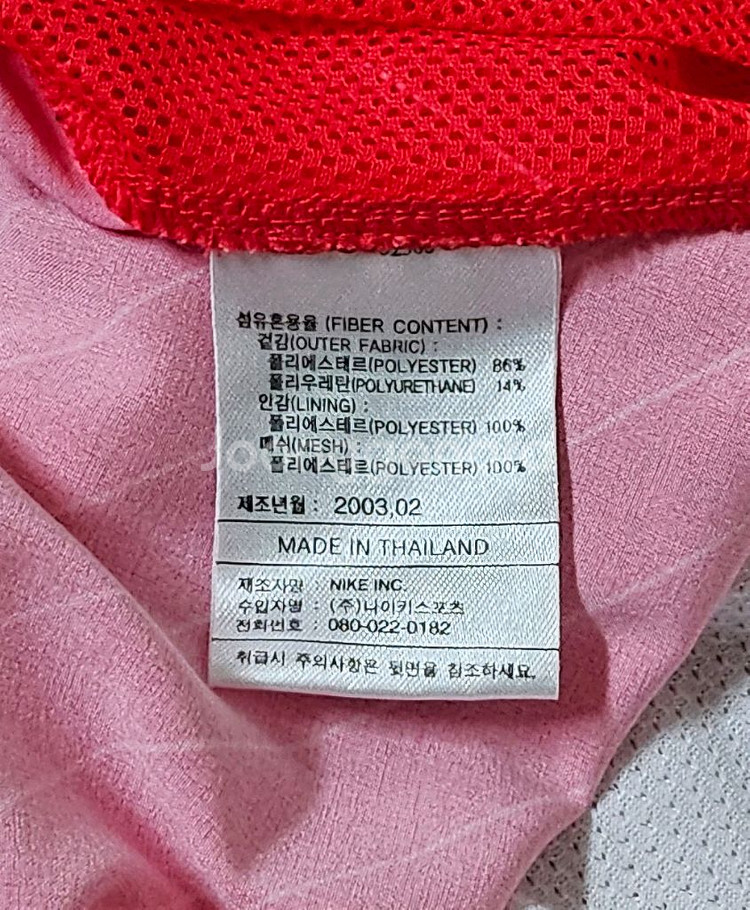 섬유혼용율 (FIBER CONTENT) :
겉감(OUTER FABRIC) :
폴리에스테르(POLYESTER) 86%
폴리우레탄(POLYURETHANE) 14%
인감(LINING) :
폴리에스테르(POLYESTER) 100%
메쉬(MESH) :
폴리에스테르(POLYESTER) 100%
제조년월 : 2003.02
MADE IN THAILAND
제조자명 : NIKE INC.
수입자명 : (주)나이키스포츠
전화번호 : 080-022-0182
취급시 주의사항은 뒷면을 참조하세요.